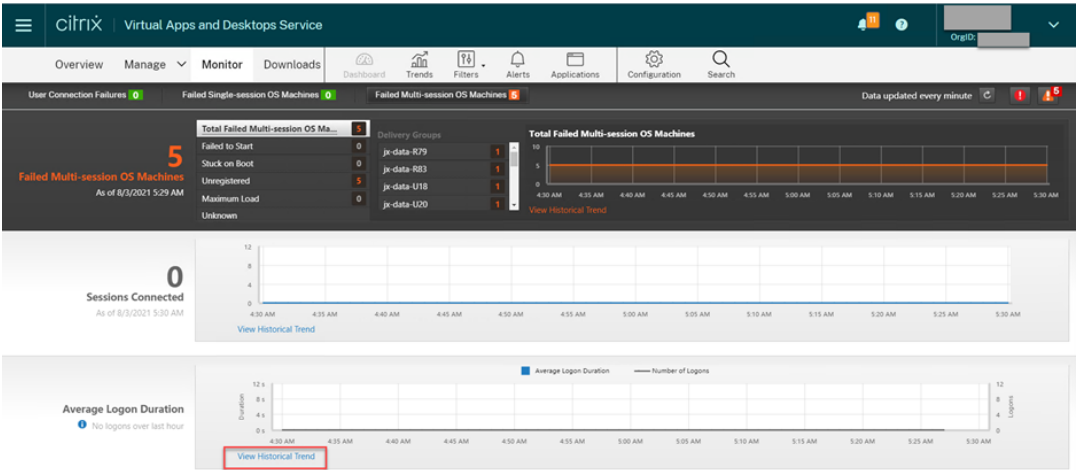 citrix | Virtual Apps and Desktops Service
11
?
OrgID:
Overview Manage Monitor Downloads Dashboard Trends Filters Alerts Applications Configuration Search
User Connection Failures 0 Failed Single-session OS Machines 0 Failed Multi-session OS Machines 5 Data updated every minute ! 5
5
Failed Multi-session OS Machines
As of 8/3/2021 5:29 AM
Total Failed Multi-session OS Ma... 5
Failed to Start 0
Stuck on Boot 0
Unregistered 5
Maximum Load 0
Unknown
Delivery Groups
jx-data-R79 1
jx-data-R83 1
jx-data-U18 1
jx-data-U20 1
Total Failed Multi-session OS Machines
10
5
0
4:30 AM 4:35 AM 4:40 AM 4:45 AM 4:50 AM 4:55 AM 5:00 AM 5:05 AM 5:10 AM 5:15 AM 5:20 AM 5:25 AM 5:30 AM
View Historical Trend
0
Sessions Connected
As of 8/3/2021 5:30 AM
12
8
4
0
4:30 AM 4:35 AM 4:40 AM 4:45 AM 4:50 AM 4:55 AM 5:00 AM 5:05 AM 5:10 AM 5:15 AM 5:20 AM 5:25 AM 5:30 AM
View Historical Trend
Average Logon Duration
No logons over last hour
Average Logon Duration Number of Logons
Duration
12 s
8 s
4 s
0 s
12
8
4
0
Logons
4:30 AM 4:35 AM 4:40 AM 4:45 AM 4:50 AM 4:55 AM 5:00 AM 5:05 AM 5:10 AM 5:15 AM 5:20 AM 5:25 AM 5:30 AM
View Historical Trend